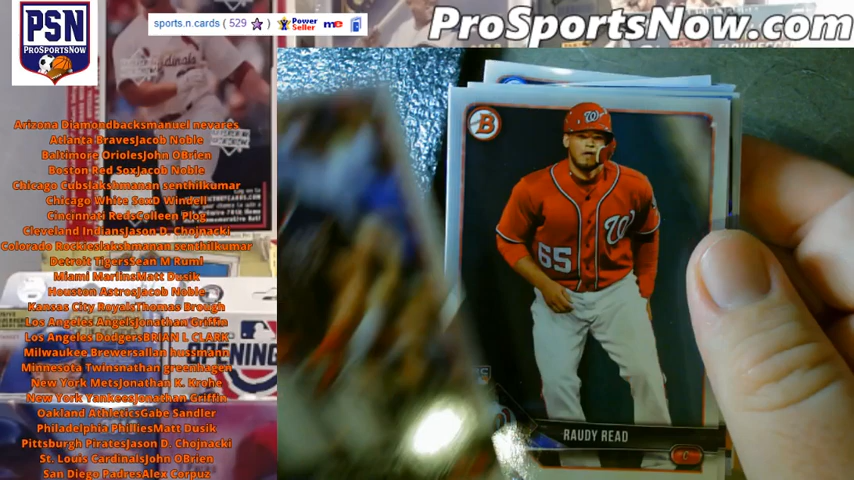 PSN
ProSportsNow
sports.n.cards ( 529 ) Power Seller me
ProSportsNow.com
Arizona Diamondbacksmanuel nevares
Atlanta BravesJacob Noble
Baltimore OriolesJohn OBrien
Boston Red SoxJacob Noble
Chicago Cubslakshmanan senthilkumar
Chicago White SoxD Windell
Cincinnati RedsColleen Plog
Cleveland IndiansJason D. Chojnacki
Colorado Rockieslakshmanan senthilkumar
Detroit TigersSean M Ruml
Miami MarlinsMatt Dusik
Houston AstrosJacob Noble
Kansas City RoyalsThomas Brough
Los Angeles AngelsJonathan Griffin
Los Angeles DodgersBRIAN L CLARK
Milwaukee Brewersallan hussmann
Minnesota Twinsnathan greenhagen
New York MetsJonathan K. Krohe
New York YankeesJonathan Griffin
Oakland AthleticsGabe Sandler
Philadelphia PhilliesMatt Dusik
Pittsburgh PiratesJason D. Chojnacki
St. Louis CardinalsJohn OBrien
San Diego PadresAlex Corpuz
OPENING
B
W
W
65
RAUDY READ
C